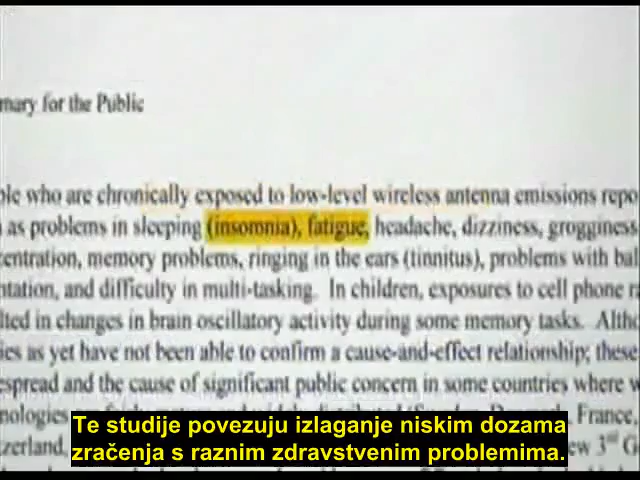 mary for the Public
ple who are chronically exposed to low-level wireless antenna emissions repo
as problems in sleeping (insomnia), fatigue, headache, dizziness, grogginess
entration, memory problems, ringing in the ears (tinnitus), problems with bal
ntation, and difficulty in multi-tasking. In children, exposures to cell phone r
lted in changes in brain oscillatory activity during some memory tasks. Altho
ies as yet have not been able to confirm a cause-and-effect relationship; these
espread and the cause of significant public concern in some countries where w
nologies France,
Te studije povezuju izlaganje niskim dozama
zerland, ew 3rd G
zračenja s raznim zdravstvenim problemima.